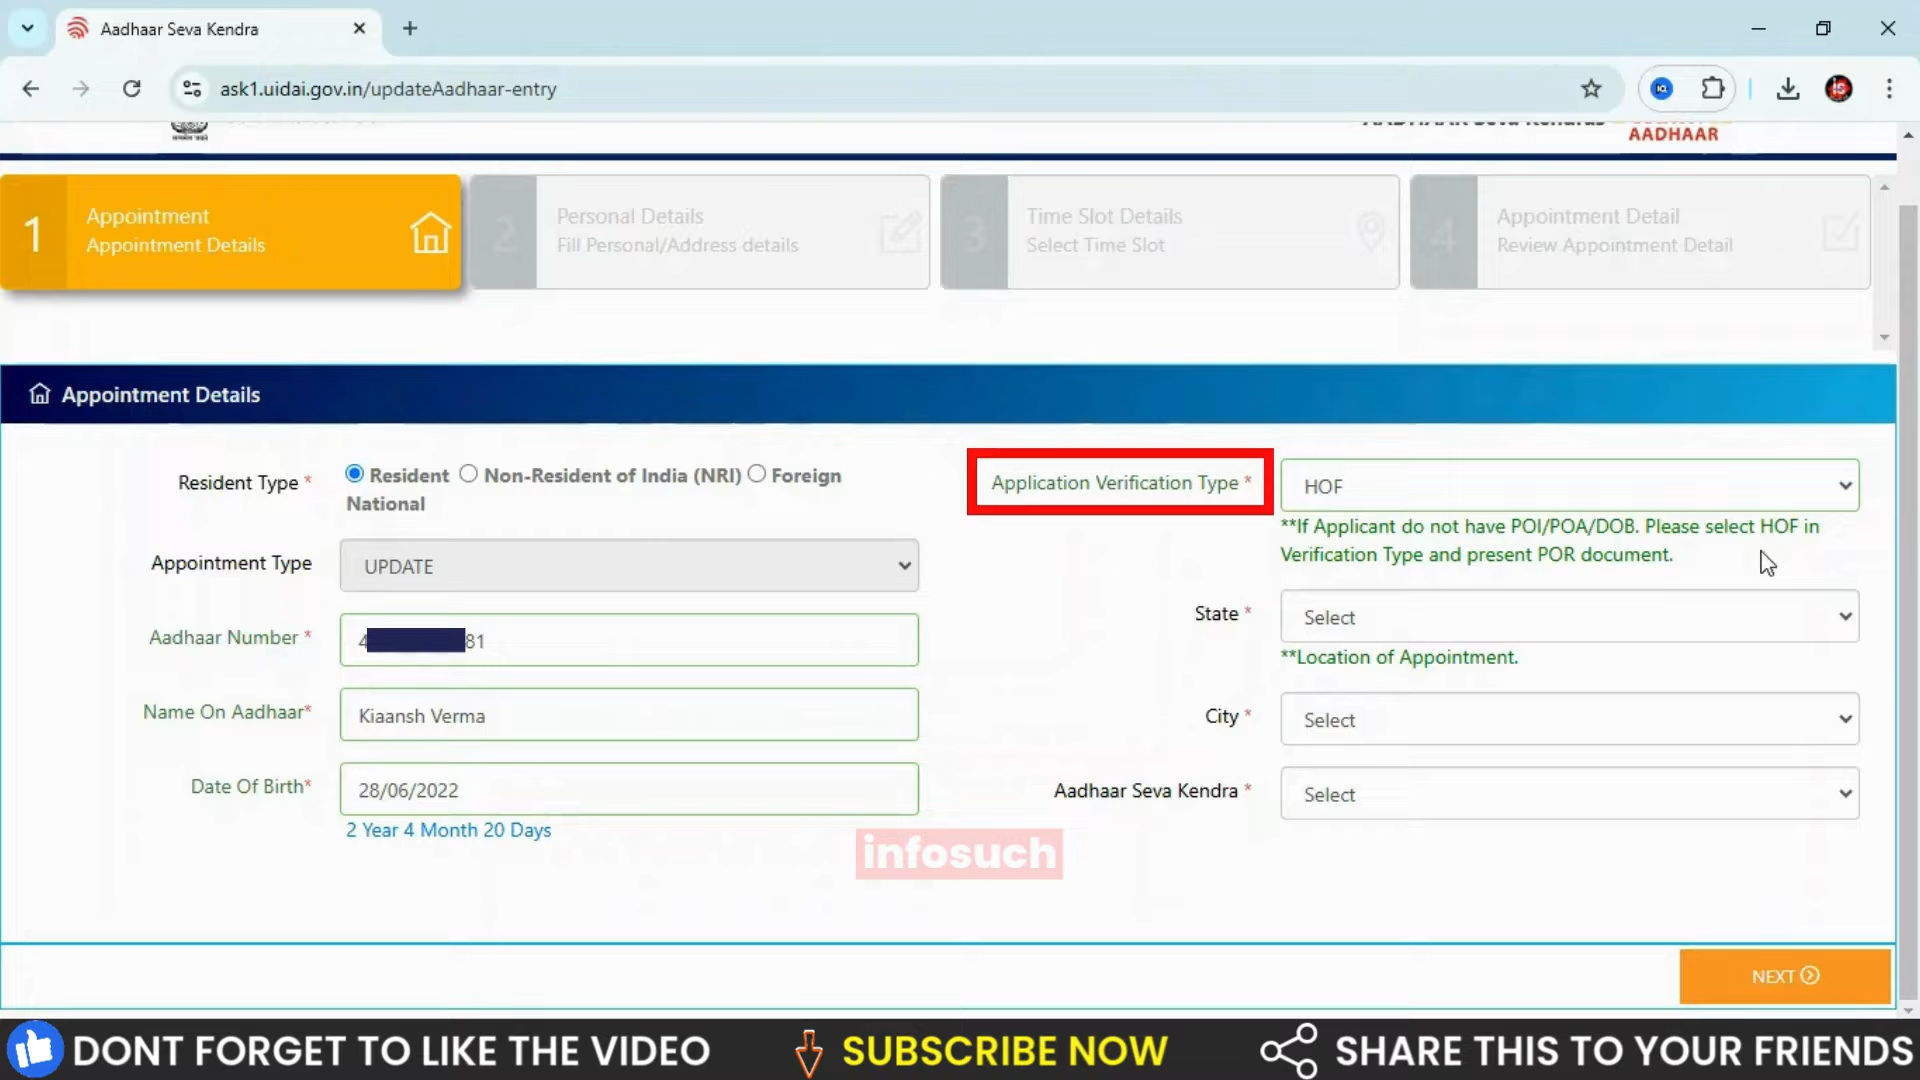 Aadhaar Seva Kendra
ask1.uidai.gov.in/updateAadhaar-entry
AADHAAR Seva Kendras
AADHAAR
1
Appointment
Appointment Details
2
Personal Details
Fill Personal/Address details
3
Time Slot Details
Select Time Slot
4
Appointment Detail
Review Appointment Detail
Appointment Details
Resident Type *
Resident Non-Resident of India (NRI) Foreign
National
Appointment Type
UPDATE
Aadhaar Number *
4 81
Name On Aadhaar*
Kiaansh Verma
Date Of Birth*
28/06/2022
2 Year 4 Month 20 Days
Application Verification Type *
HOF
**If Applicant do not have POI/POA/DOB. Please select HOF in
Verification Type and present POR document.
State *
Select
**Location of Appointment.
City *
Select
Aadhaar Seva Kendra *
Select
infosuch
NEXT
DONT FORGET TO LIKE THE VIDEO
SUBSCRIBE NOW
SHARE THIS TO YOUR FRIENDS